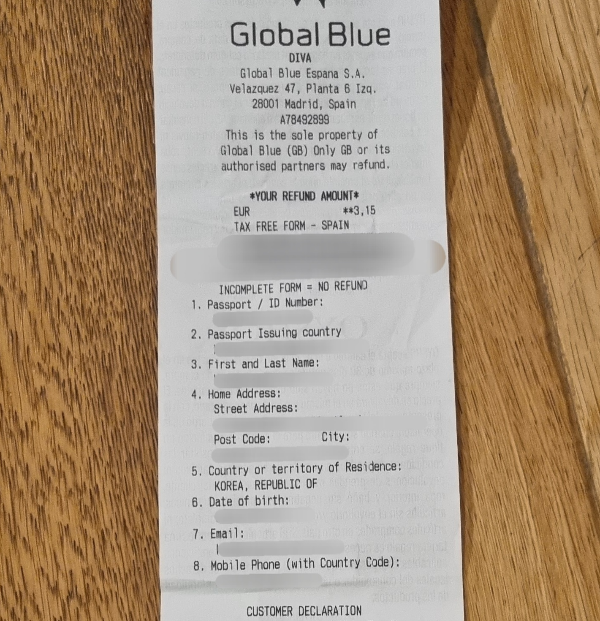 Global Blue
DIVA
Global Blue Espana S.A.
Velazquez 47, Planta 6 Izq.
28001 Madrid, Spain
A78492899
This is the sole property of
Global Blue (GB) Only GB or its
authorised partners may refund.
*YOUR REFUND AMOUNT*
EUR **3,15
TAX FREE FORM - SPAIN
INCOMPLETE FORM = NO REFUND
1. Passport / ID Number:
2. Passport Issuing country
3. First and Last Name:
4. Home Address:
Street Address:
Post Code: City:
5. Country or territory of Residence:
KOREA, REPUBLIC OF
6. Date of birth:
7. Email:
8. Mobile Phone (with Country Code):
CUSTOMER DECLARATION